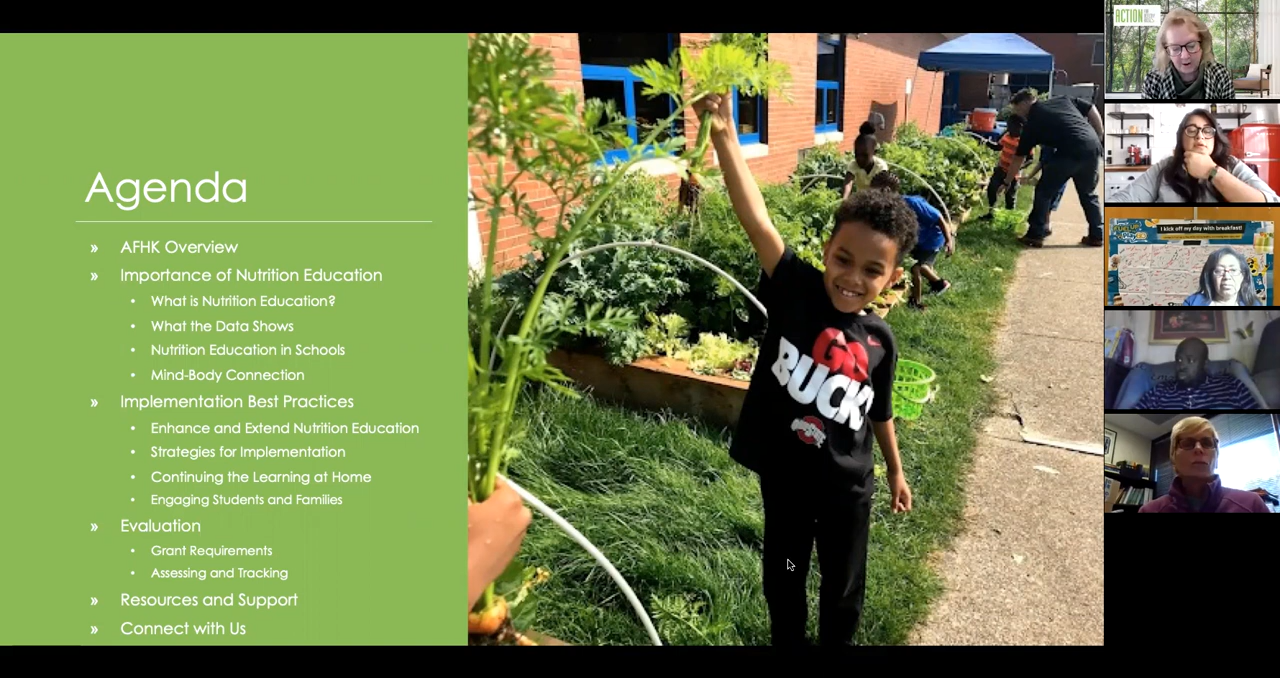 Agenda
» AFHK Overview
» Importance of Nutrition Education
• What is Nutrition Education?
• What the Data Shows
• Nutrition Education in Schools
• Mind-Body Connection
» Implementation Best Practices
• Enhance and Extend Nutrition Education
• Strategies for Implementation
• Continuing the Learning at Home
• Engaging Students and Families
» Evaluation
• Grant Requirements
• Assessing and Tracking
» Resources and Support
» Connect with Us
GO
BUCK
ACTION
I kick off my day with breakfast!